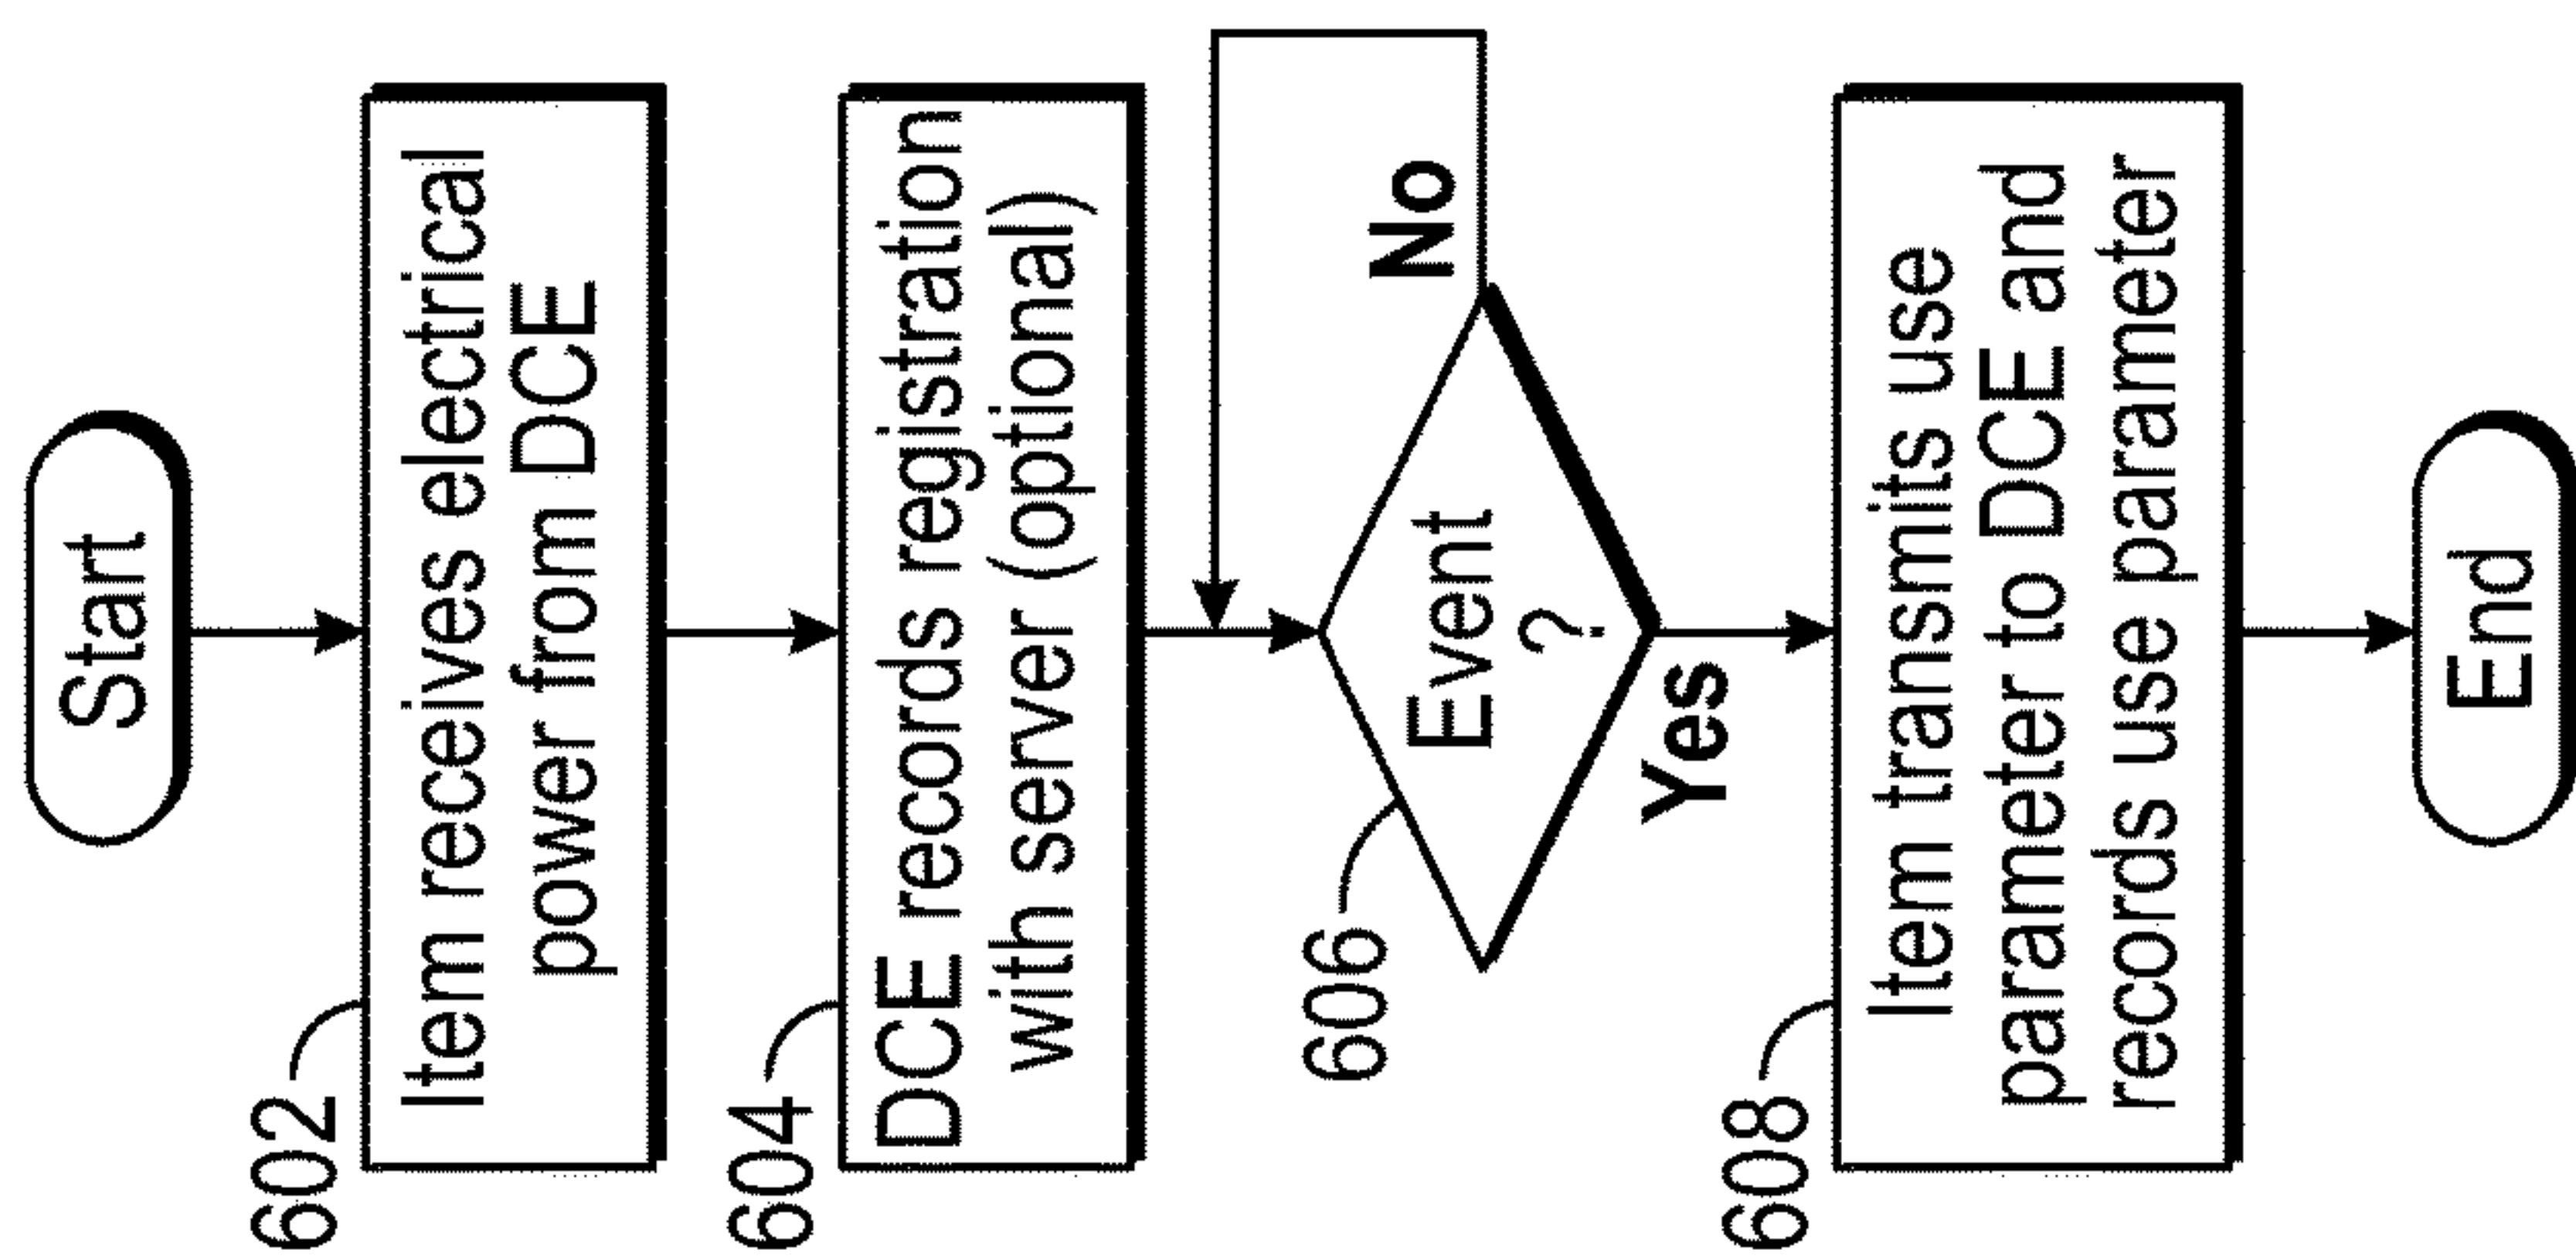 Start
602
Item receives electrical
power from DCE
604
DCE records registration
with server (optional)
606
Event
?
No
Yes
608
Item transmits use
parameter to DCE and
records use parameter
End